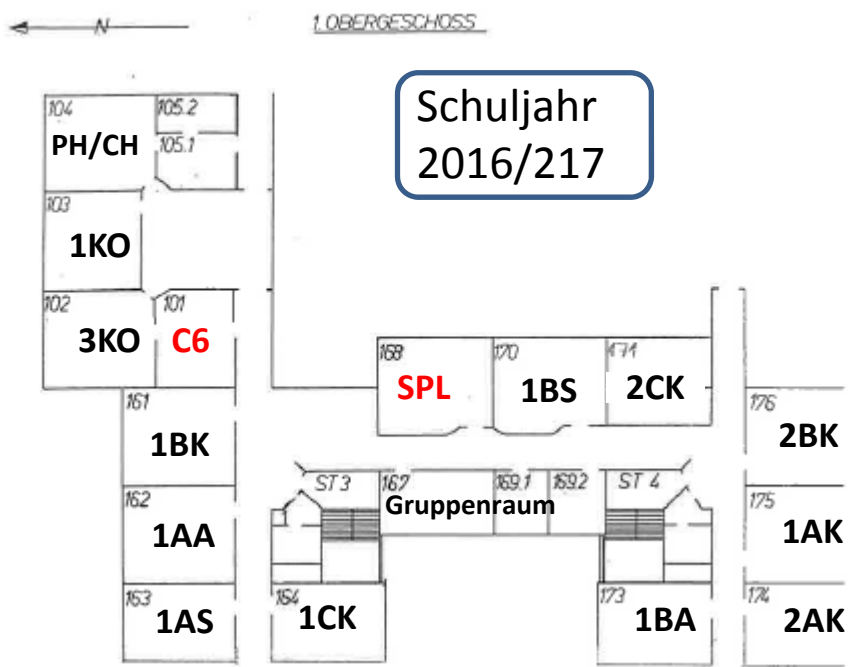 N
1. OBERGESCHOSS
Schuljahr
2016/217
104
105.2
PH/CH
105.1
103
1KO
102
101
3KO
C6
168
170
171
SPL
1BS
2CK
161
176
1BK
2BK
ST 3
167
169.1
169.2
ST 4
Gruppenraum
162
175
1AA
1AK
163
164
173
174
1AS
1CK
1BA
2AK